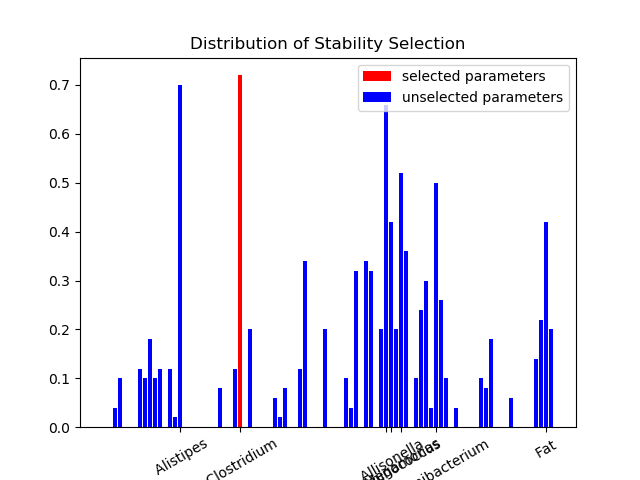 Distribution of Stability Selection
selected parameters
unselected parameters
0.7
0.6
0.5
0.4
0.3
0.2
0.1
0.0
Alistipes
Clostridium
Allisonella
Fat